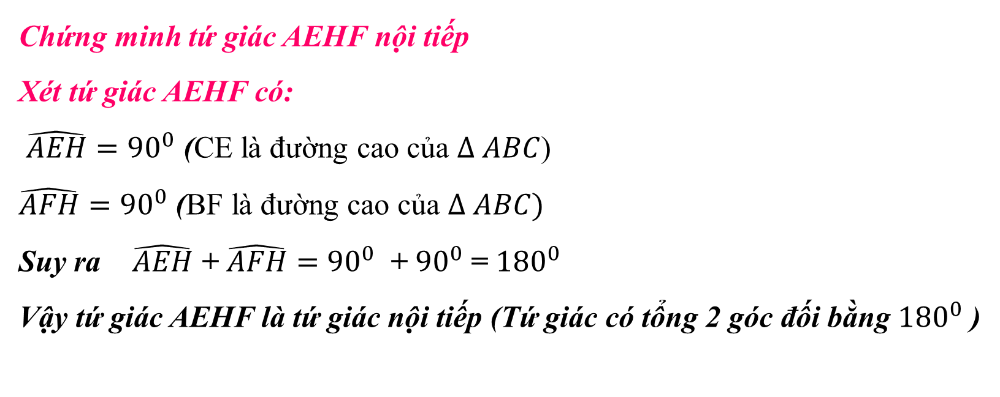 Chứng minh tứ giác AEHF nội tiếp
Xét tứ giác AEHF có:
$\widehat{AEH} = 90^0$ (CE là đường cao của Δ ABC)
$\widehat{AFH} = 90^0$ (BF là đường cao của Δ ABC)
Suy ra $\widehat{AEH} + \widehat{AFH} = 90^0 + 90^0 = 180^0$
Vậy tứ giác AEHF là tứ giác nội tiếp (Tứ giác có tổng 2 góc đối bằng $180^0$ )